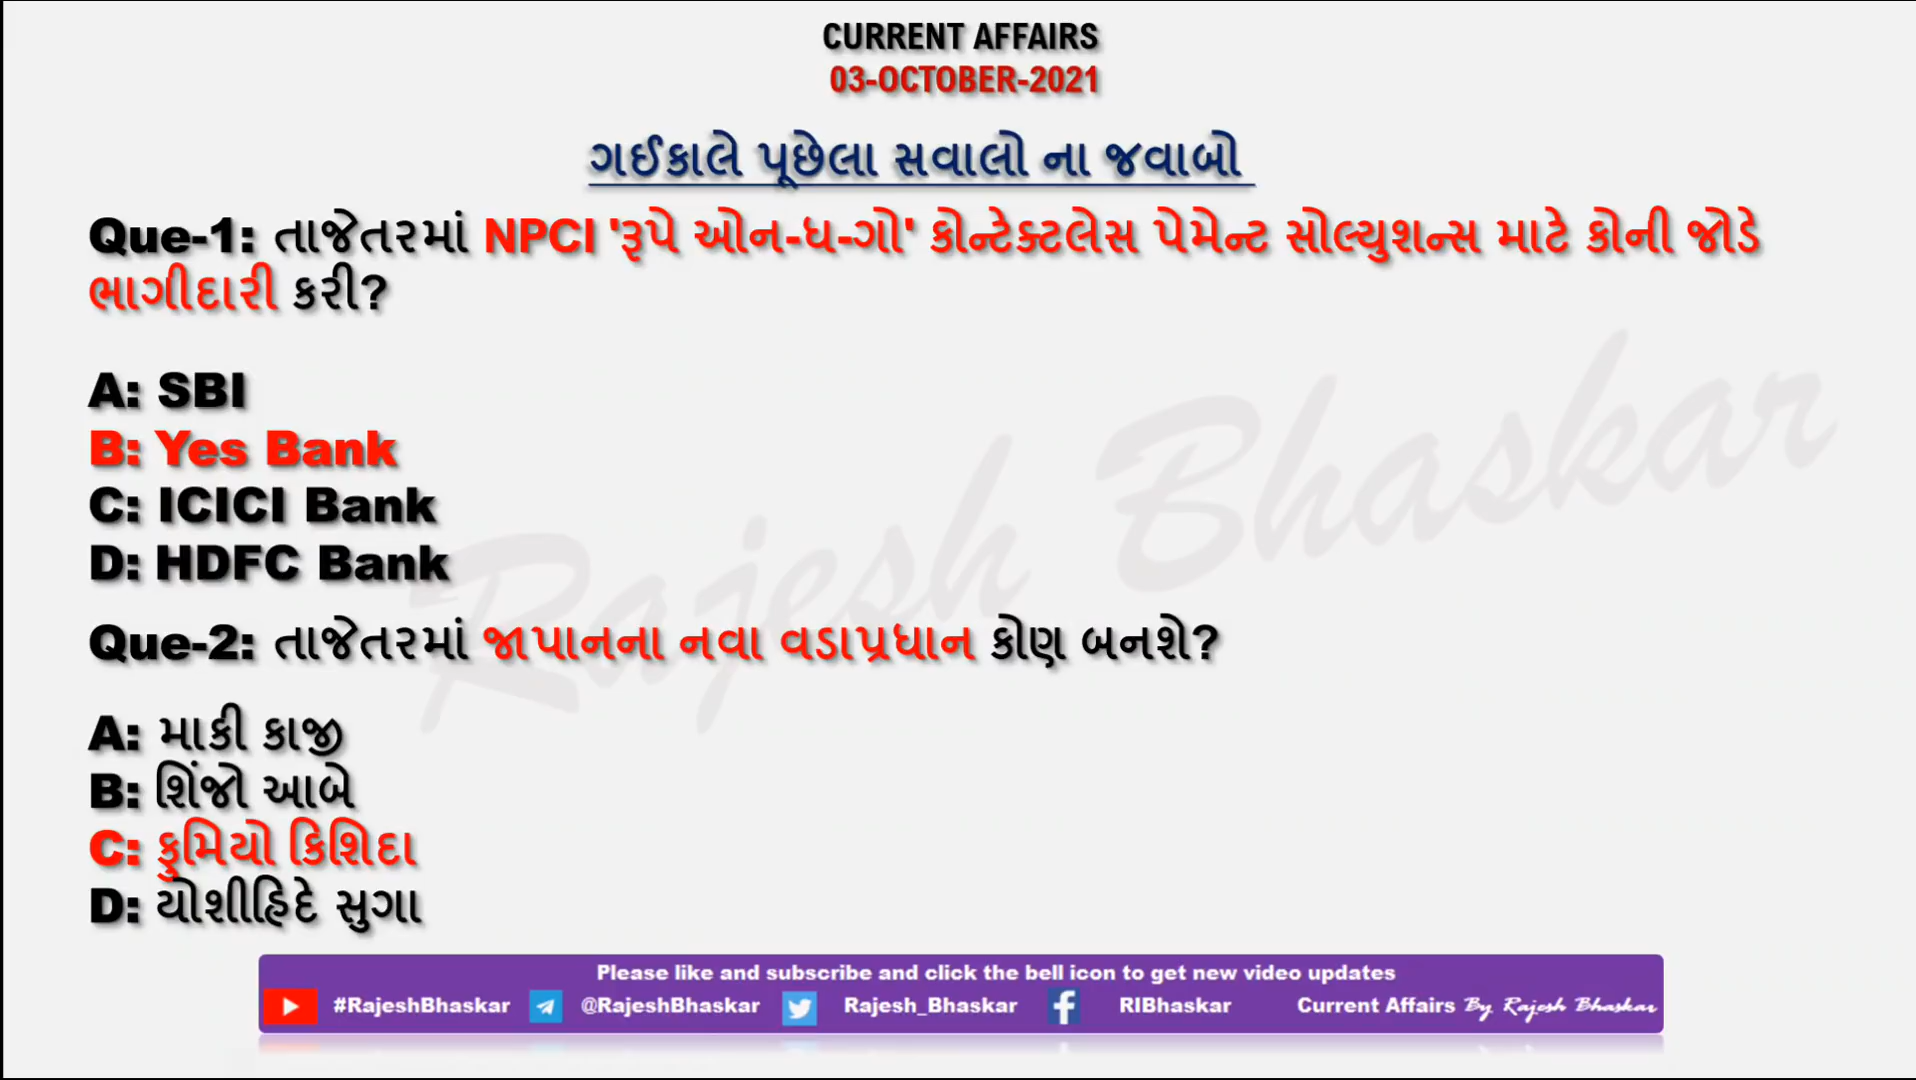 CURRENT AFFAIRS
03-OCTOBER-2021
ગઈકાલે પૂછેલા સવાલો ના જવાબો
Que-1: તાજેતરમાં NPCI 'રૂપે ઓન-ધ-ગો' કોન્ટેક્ટલેસ પેમેન્ટ સોલ્યુશન્સ માટે કોની જોડે
ભાગીદારી કરી?
A: SBI
B: Yes Bank
C: ICICI Bank
D: HDFC Bank
Que-2: તાજેતરમાં જાપાનના નવા વડાપ્રધાન કોણ બનશે?
A: માકી કાજી
B: શિંજો આબે
C: ફુમિયો કિશિદા
D: યોશીહિદે સુગા
Rajesh Bhaskar
Please like and subscribe and click the bell icon to get new video updates
#RajeshBhaskar @RajeshBhaskar Rajesh_Bhaskar RIBhaskar Current Affairs By Rajesh Bhaskar